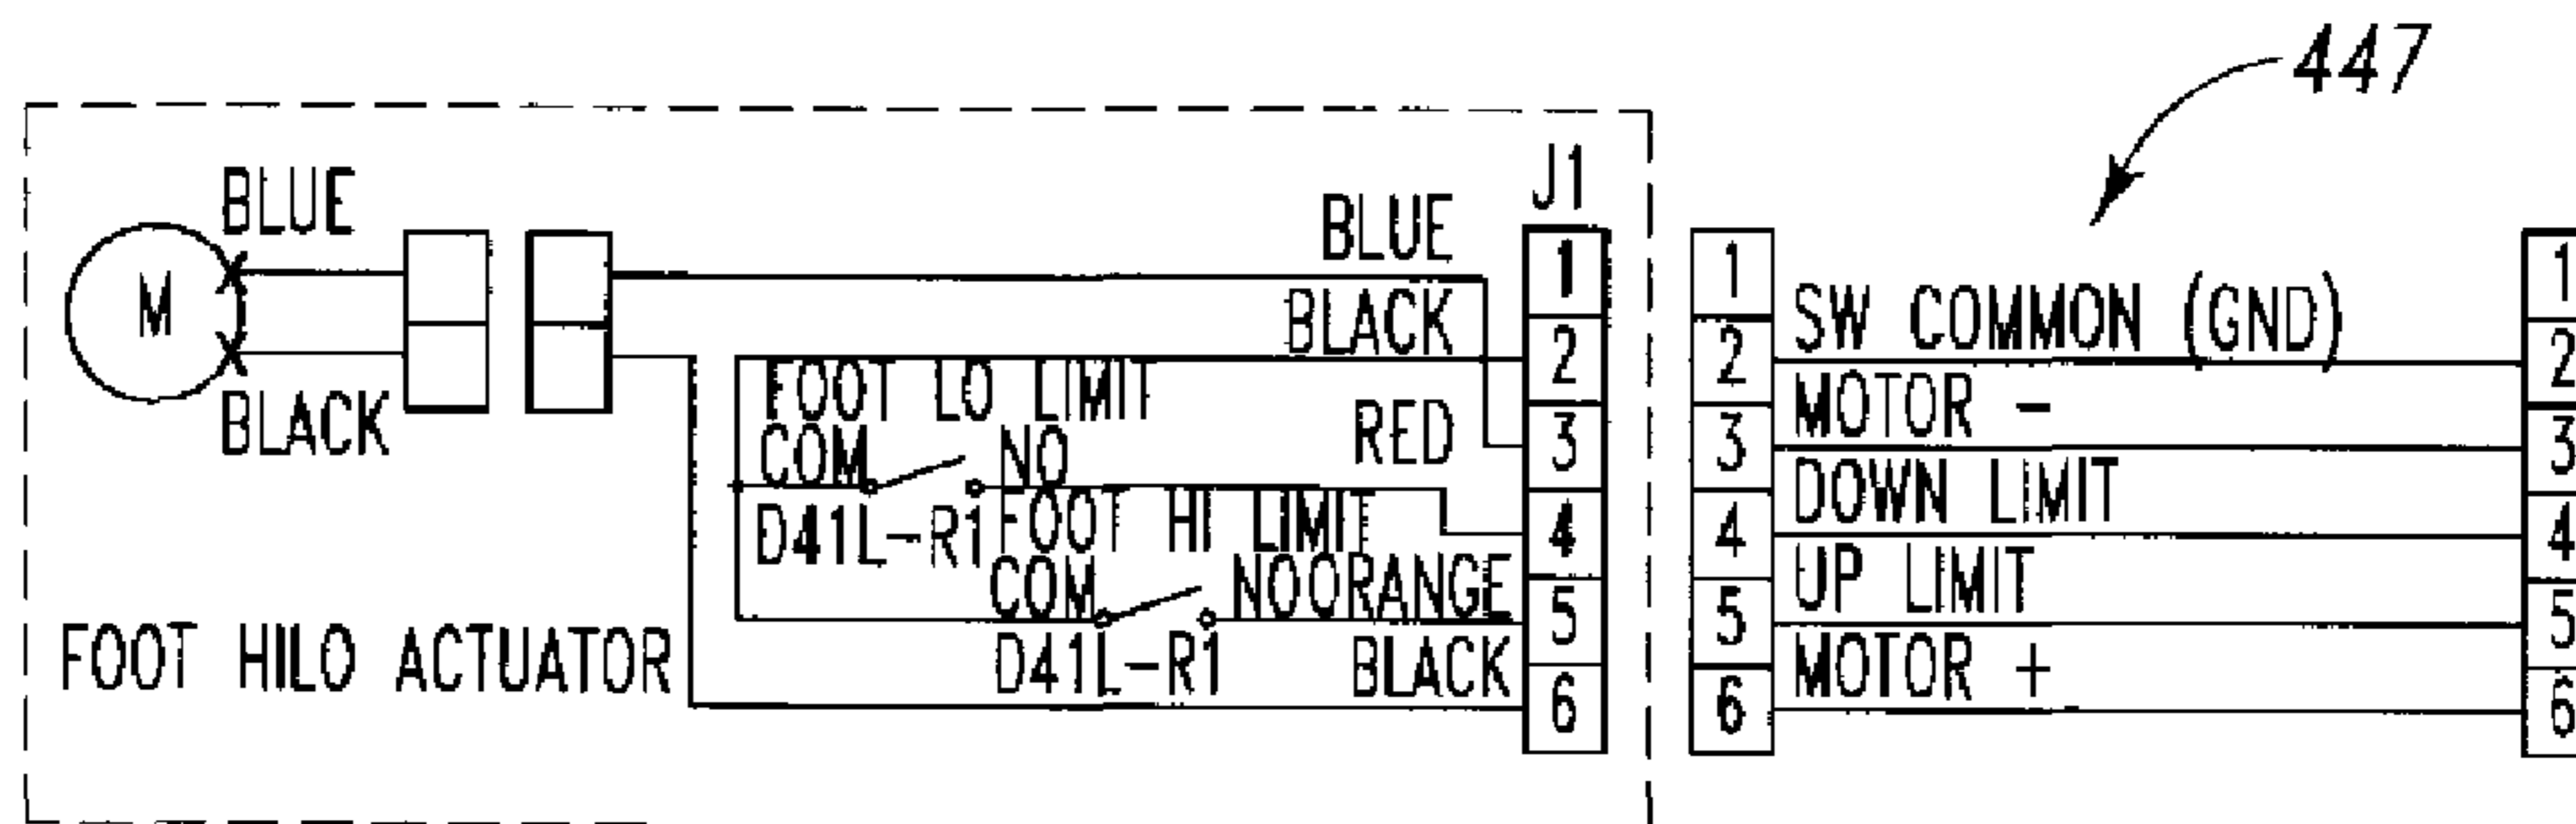 447
J1
BLUE
BLUE
M
BLACK
BLACK
1
2
3
4
5
6
FOOT LO LIMIT
RED
COM
NO
D41L-R1
FOOT HI LIMIT
COM
NO
ORANGE
D41L-R1
BLACK
FOOT HILO ACTUATOR
1
2
3
4
5
6
SW COMMON (GND)
MOTOR -
DOWN LIMIT
UP LIMIT
MOTOR +
1
2
3
4
5
6